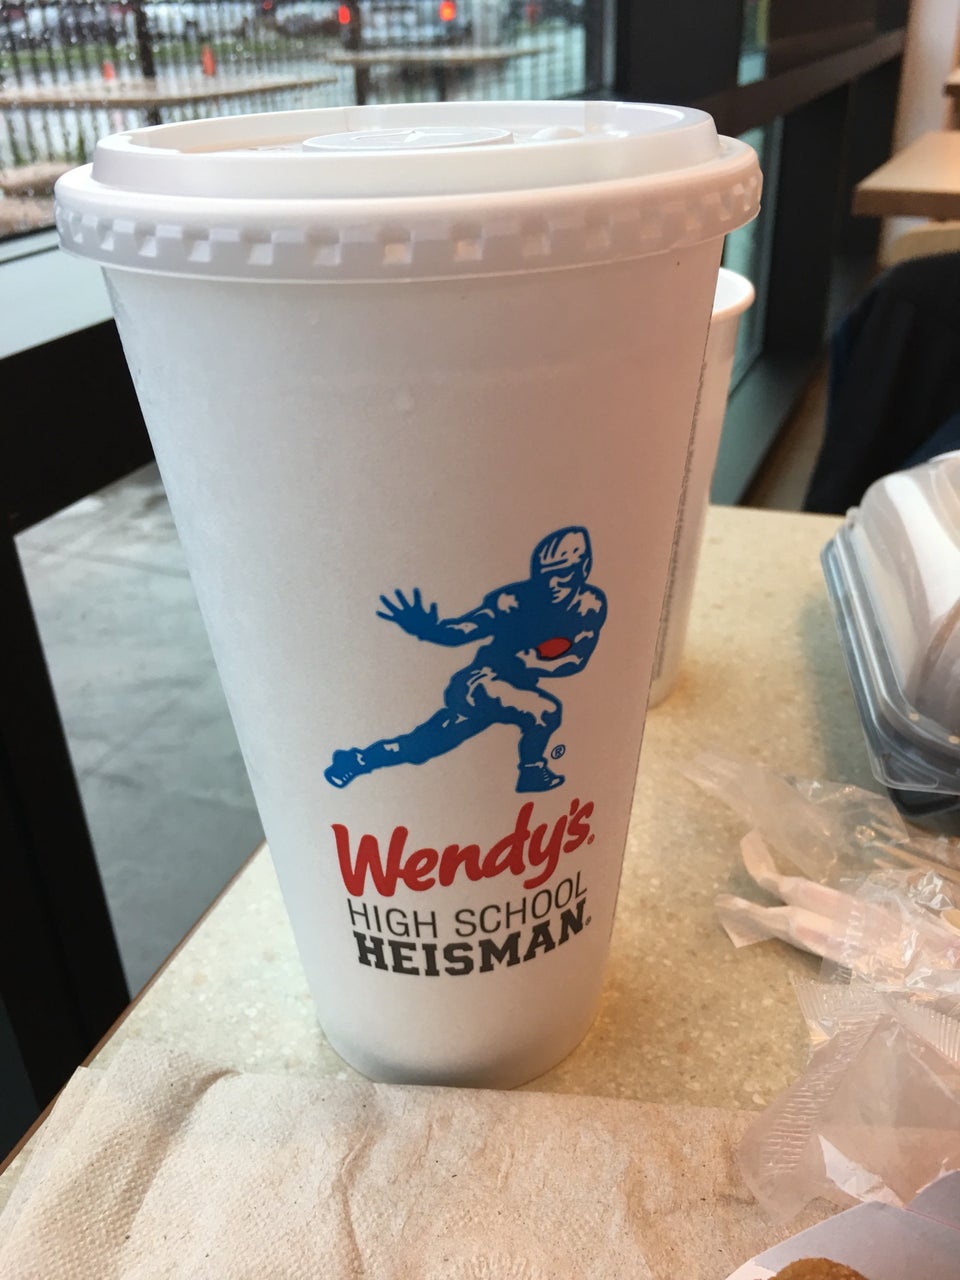 ®
Wendy's.
HIGH SCHOOL
HEISMAN®